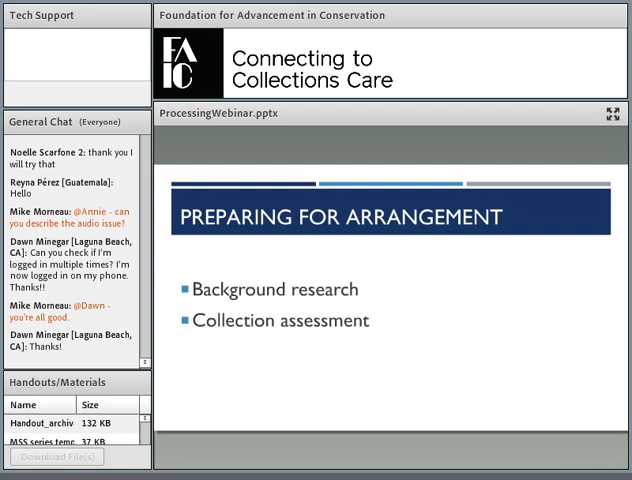 Tech Support
Foundation for Advancement in Conservation
FAIC
Connecting to
Collections Care
General Chat (Everyone)
Noelle Scarfone 2: thank you I
will try that
Reyna Pérez [Guatemala]:
Hello
Mike Morneau: @Annie - can
you describe the audio issue?
Dawn Minegar [Laguna Beach,
CA]: Can you check if I'm
logged in multiple times? I'm
now logged in on my phone.
Thanks!!
Mike Morneau: @Dawn -
you're all good.
Dawn Minegar [Laguna Beach,
CA]: Thanks!
Handouts/Materials
Name Size
Handout_archiv 132 KB
MSS series temp 37 KB
Download File(s)
ProcessingWebinar.pptx
PREPARING FOR ARRANGEMENT
Background research
Collection assessment